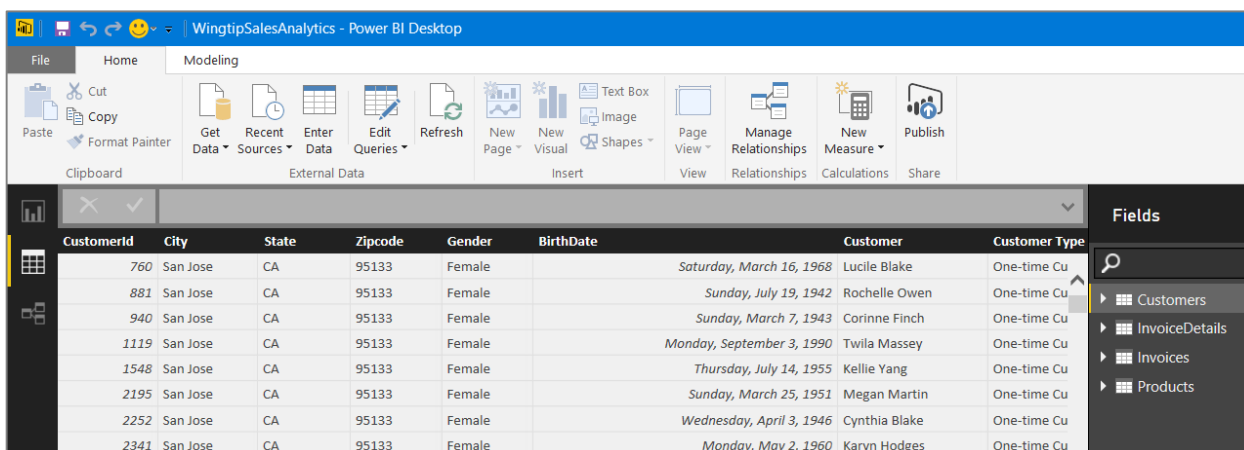 WingtipSalesAnalytics - Power BI Desktop
File Home Modeling
Paste
Cut
Copy
Format Painter
Clipboard
Get Data
Recent Sources
Enter Data
Edit Queries
Refresh
External Data
New Page
New Visual
Text Box
Image
Shapes
Insert
Page View
View
Manage Relationships
Relationships
New Measure
Calculations
Publish
Share
CustomerId City State Zipcode Gender BirthDate Customer Customer Type
760 San Jose CA 95133 Female Saturday, March 16, 1968 Lucile Blake One-time Cu
881 San Jose CA 95133 Female Sunday, July 19, 1942 Rochelle Owen One-time Cu
940 San Jose CA 95133 Female Sunday, March 7, 1943 Corinne Finch One-time Cu
1119 San Jose CA 95133 Female Monday, September 3, 1990 Twila Massey One-time Cu
1548 San Jose CA 95133 Female Thursday, July 14, 1955 Kellie Yang One-time Cu
2195 San Jose CA 95133 Female Sunday, March 25, 1951 Megan Martin One-time Cu
2252 San Jose CA 95133 Female Wednesday, April 3, 1946 Cynthia Blake One-time Cu
2341 San Jose CA 95133 Female Monday, May 2, 1960 Karyn Hodges One-time Cu
Fields
Customers
InvoiceDetails
Invoices
Products